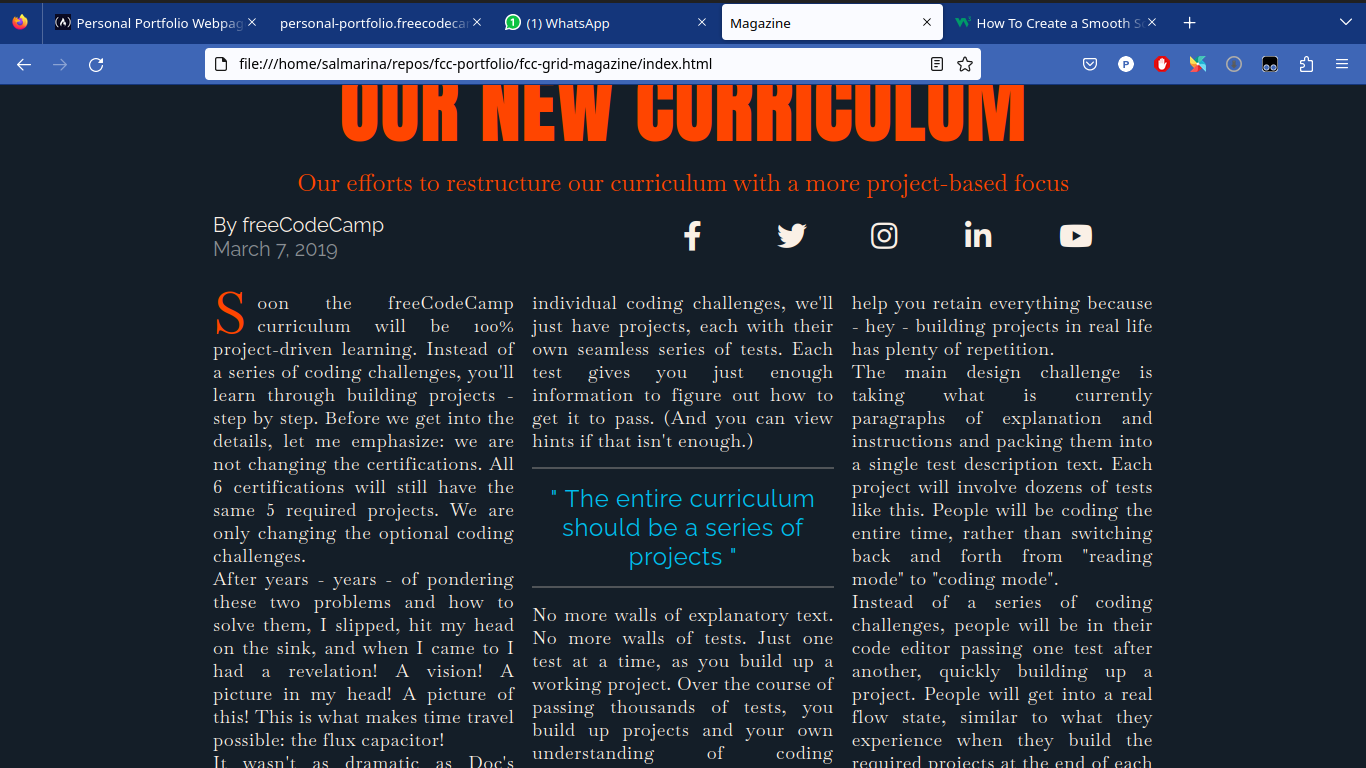 Personal Portfolio Webpag
personal-portfolio.freecodecar
(1) WhatsApp
Magazine
How To Create a Smooth S
file:///home/salmarina/repos/fcc-portfolio/fcc-grid-magazine/index.html
OUR NEW CURRICULUM
Our efforts to restructure our curriculum with a more project-based focus
By freeCodeCamp
March 7, 2019
Soon the freeCodeCamp
curriculum will be 100%
project-driven learning. Instead of
a series of coding challenges, you'll
learn through building projects -
step by step. Before we get into the
details, let me emphasize: we are
not changing the certifications. All
6 certifications will still have the
same 5 required projects. We are
only changing the optional coding
challenges.
After years - years - of pondering
these two problems and how to
solve them, I slipped, hit my head
on the sink, and when I came to I
had a revelation! A vision! A
picture in my head! A picture of
this! This is what makes time travel
possible: the flux capacitor!
It wasn't as dramatic as Doc's
individual coding challenges, we'll
just have projects, each with their
own seamless series of tests. Each
test gives you just enough
information to figure out how to
get it to pass. (And you can view
hints if that isn't enough.)
" The entire curriculum
should be a series of
projects "
No more walls of explanatory text.
No more walls of tests. Just one
test at a time, as you build up a
working project. Over the course of
passing thousands of tests, you
build up projects and your own
understanding of coding
help you retain everything because
- hey - building projects in real life
has plenty of repetition.
The main design challenge is
taking what is currently
paragraphs of explanation and
instructions and packing them into
a single test description text. Each
project will involve dozens of tests
like this. People will be coding the
entire time, rather than switching
back and forth from "reading
mode" to "coding mode".
Instead of a series of coding
challenges, people will be in their
code editor passing one test after
another, quickly building up a
project. People will get into a real
flow state, similar to what they
experience when they build the
required projects at the end of each